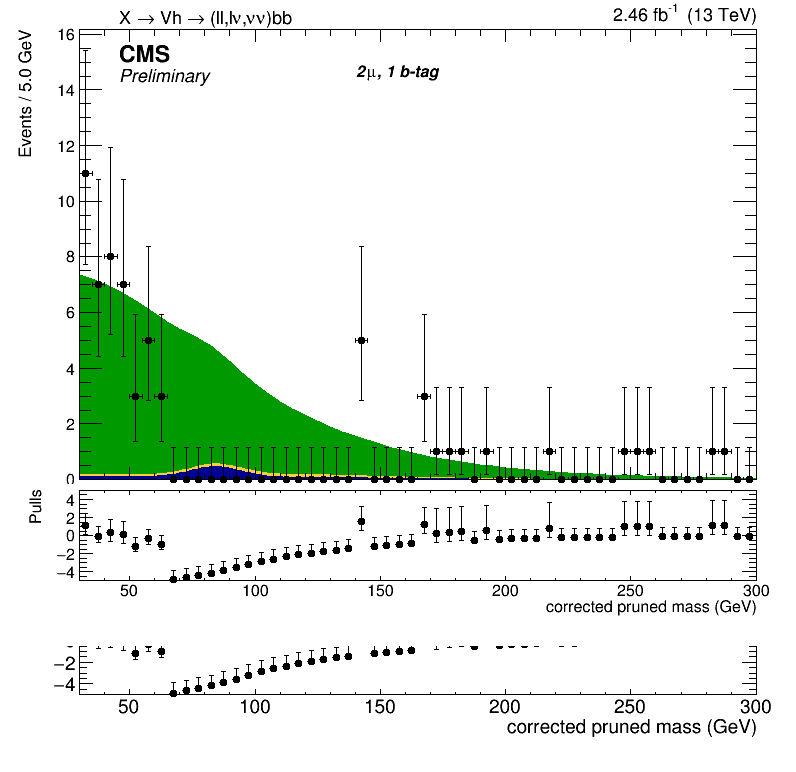 X → Vh → (ll,lν,νν)bb
2.46 fb-1 (13 TeV)
CMS
Preliminary
2μ, 1 b-tag
Events / 5.0 GeV
16
14
12
10
8
6
4
2
0
Pulls
4
2
0
−2
−4
50 100 150 200 250 300
corrected pruned mass (GeV)
−2
−4
50 100 150 200 250 300
corrected pruned mass (GeV)